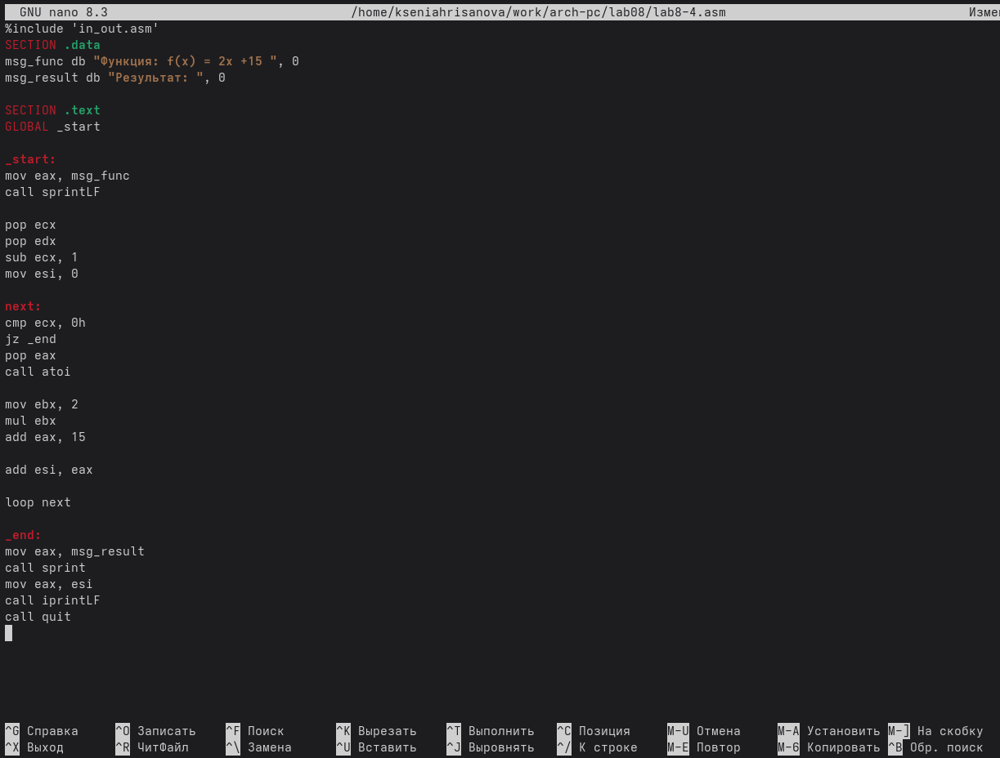 GNU nano 8.3 /home/kseniahrisanova/work/arch-pc/lab08/lab8-4.asm
%include 'in_out.asm'
SECTION .data
msg_func db "Функция: f(x) = 2x +15 ", 0
msg_result db "Результат: ", 0
SECTION .text
GLOBAL _start
_start:
mov eax, msg_func
call sprintLF
pop ecx
pop edx
sub ecx, 1
mov esi, 0
next:
cmp ecx, 0h
jz _end
pop eax
call atoi
mov ebx, 2
mul ebx
add eax, 15
add esi, eax
loop next
_end:
mov eax, msg_result
call sprint
mov eax, esi
call iprintLF
call quit
^G Справка ^O Записать ^F Поиск ^K Вырезать ^T Выполнить ^C Позиция M-U Отмена M-A Установить M-] На скобку
^X Выход ^R ЧитФайл ^\ Замена ^U Вставить ^J Выровнять ^/ К строке M-E Повтор M-6 Копировать ^B Обр. поиск